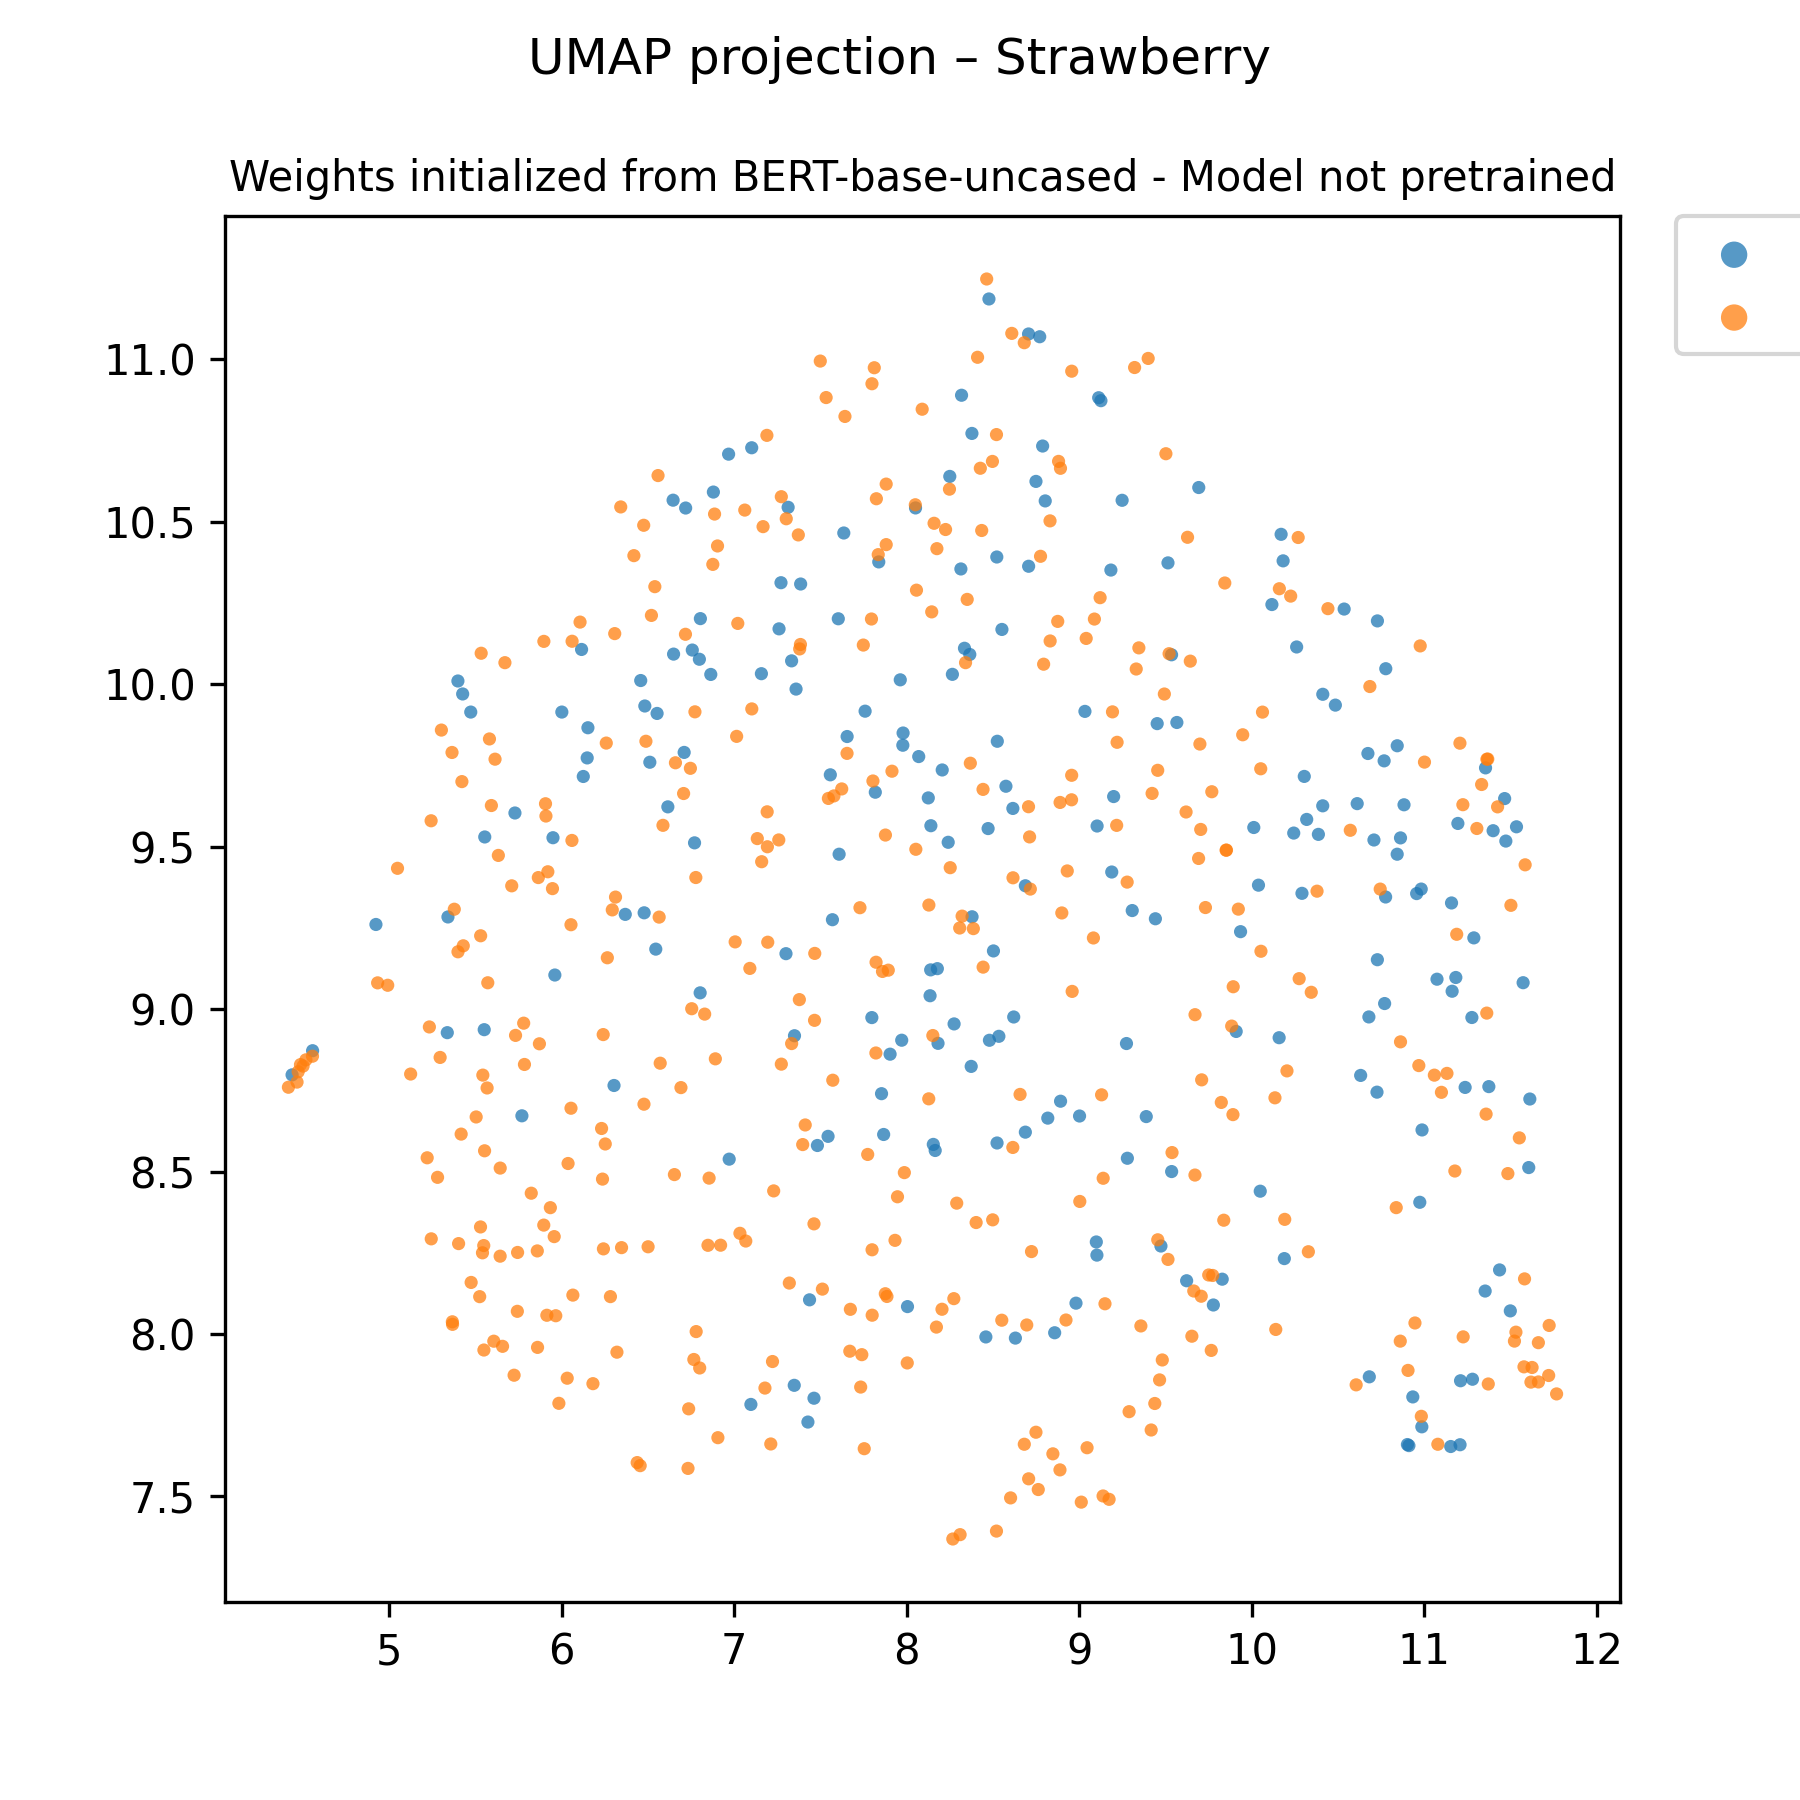 UMAP projection – Strawberry
Weights initialized from BERT-base-uncased - Model not pretrained
11.0
10.5
10.0
9.5
9.0
8.5
8.0
7.5
5 6 7 8 9 10 11 12